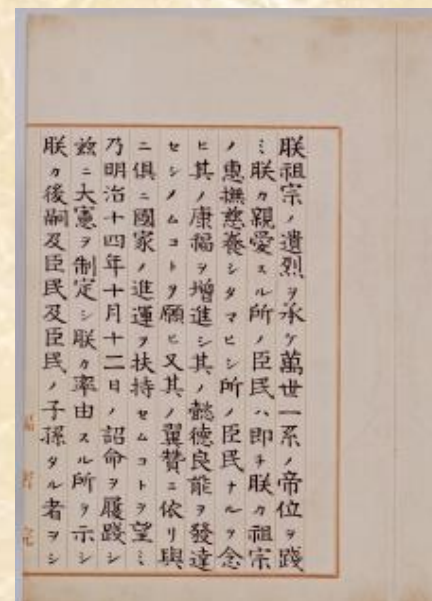 朕祖宗ノ遺烈ヲ承ケ萬世一系ノ帝位ヲ踐
ミ朕カ親愛スル所ノ臣民ハ即チ朕カ祖宗
ノ惠撫慈養シタマヒシ所ノ臣民ナルヲ念
ヒ其ノ康福ヲ增進シ其ノ懿德良能ヲ發達
セシメムコトヲ願ヒ又其ノ翼贊ニ依リ與
ニ俱ニ國家ノ進運ヲ扶持セムコトヲ望ミ
乃明治十四年十月十二日ノ詔命ヲ履踐シ
玆ニ大憲ヲ制定シ朕カ率由スル所ヲ示シ
朕カ後嗣及臣民及臣民ノ子孫タル者ヲシ